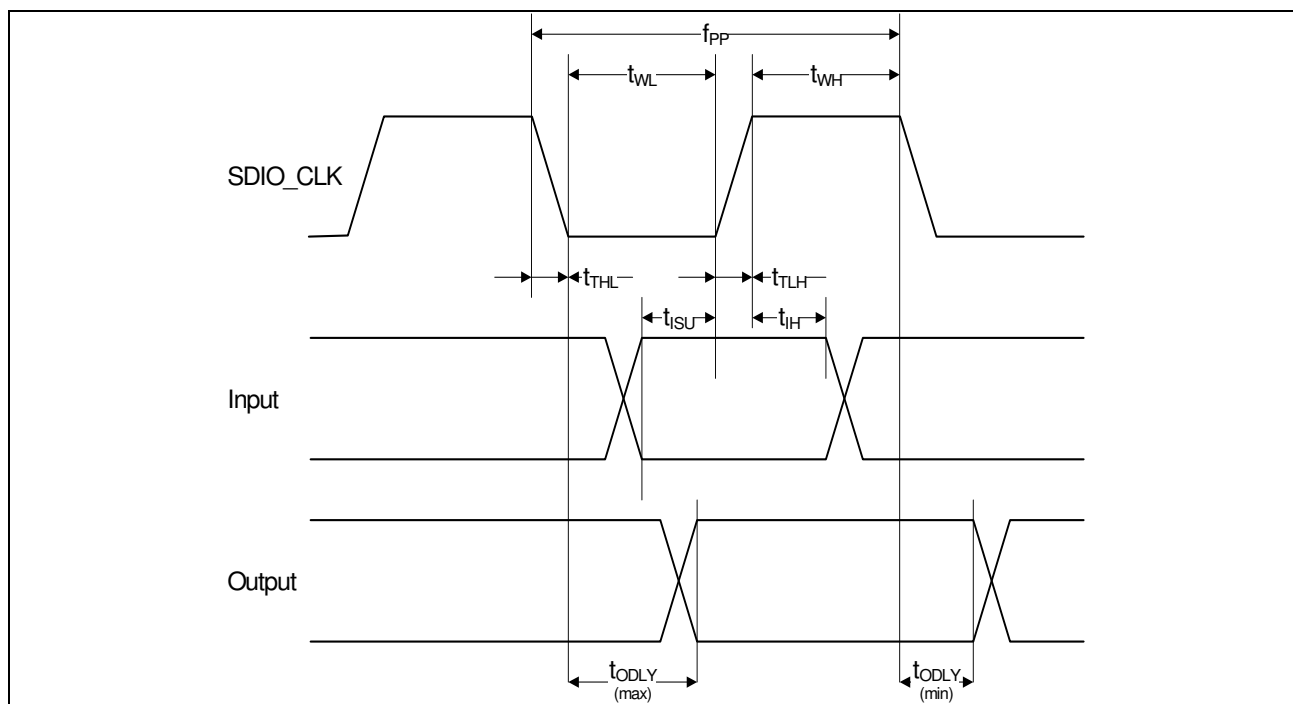 fPP
tWL tWH
SDIO_CLK
tTHL tTLH
tISU tIH
Input
Output
tODLY tODLY
(max) (min)